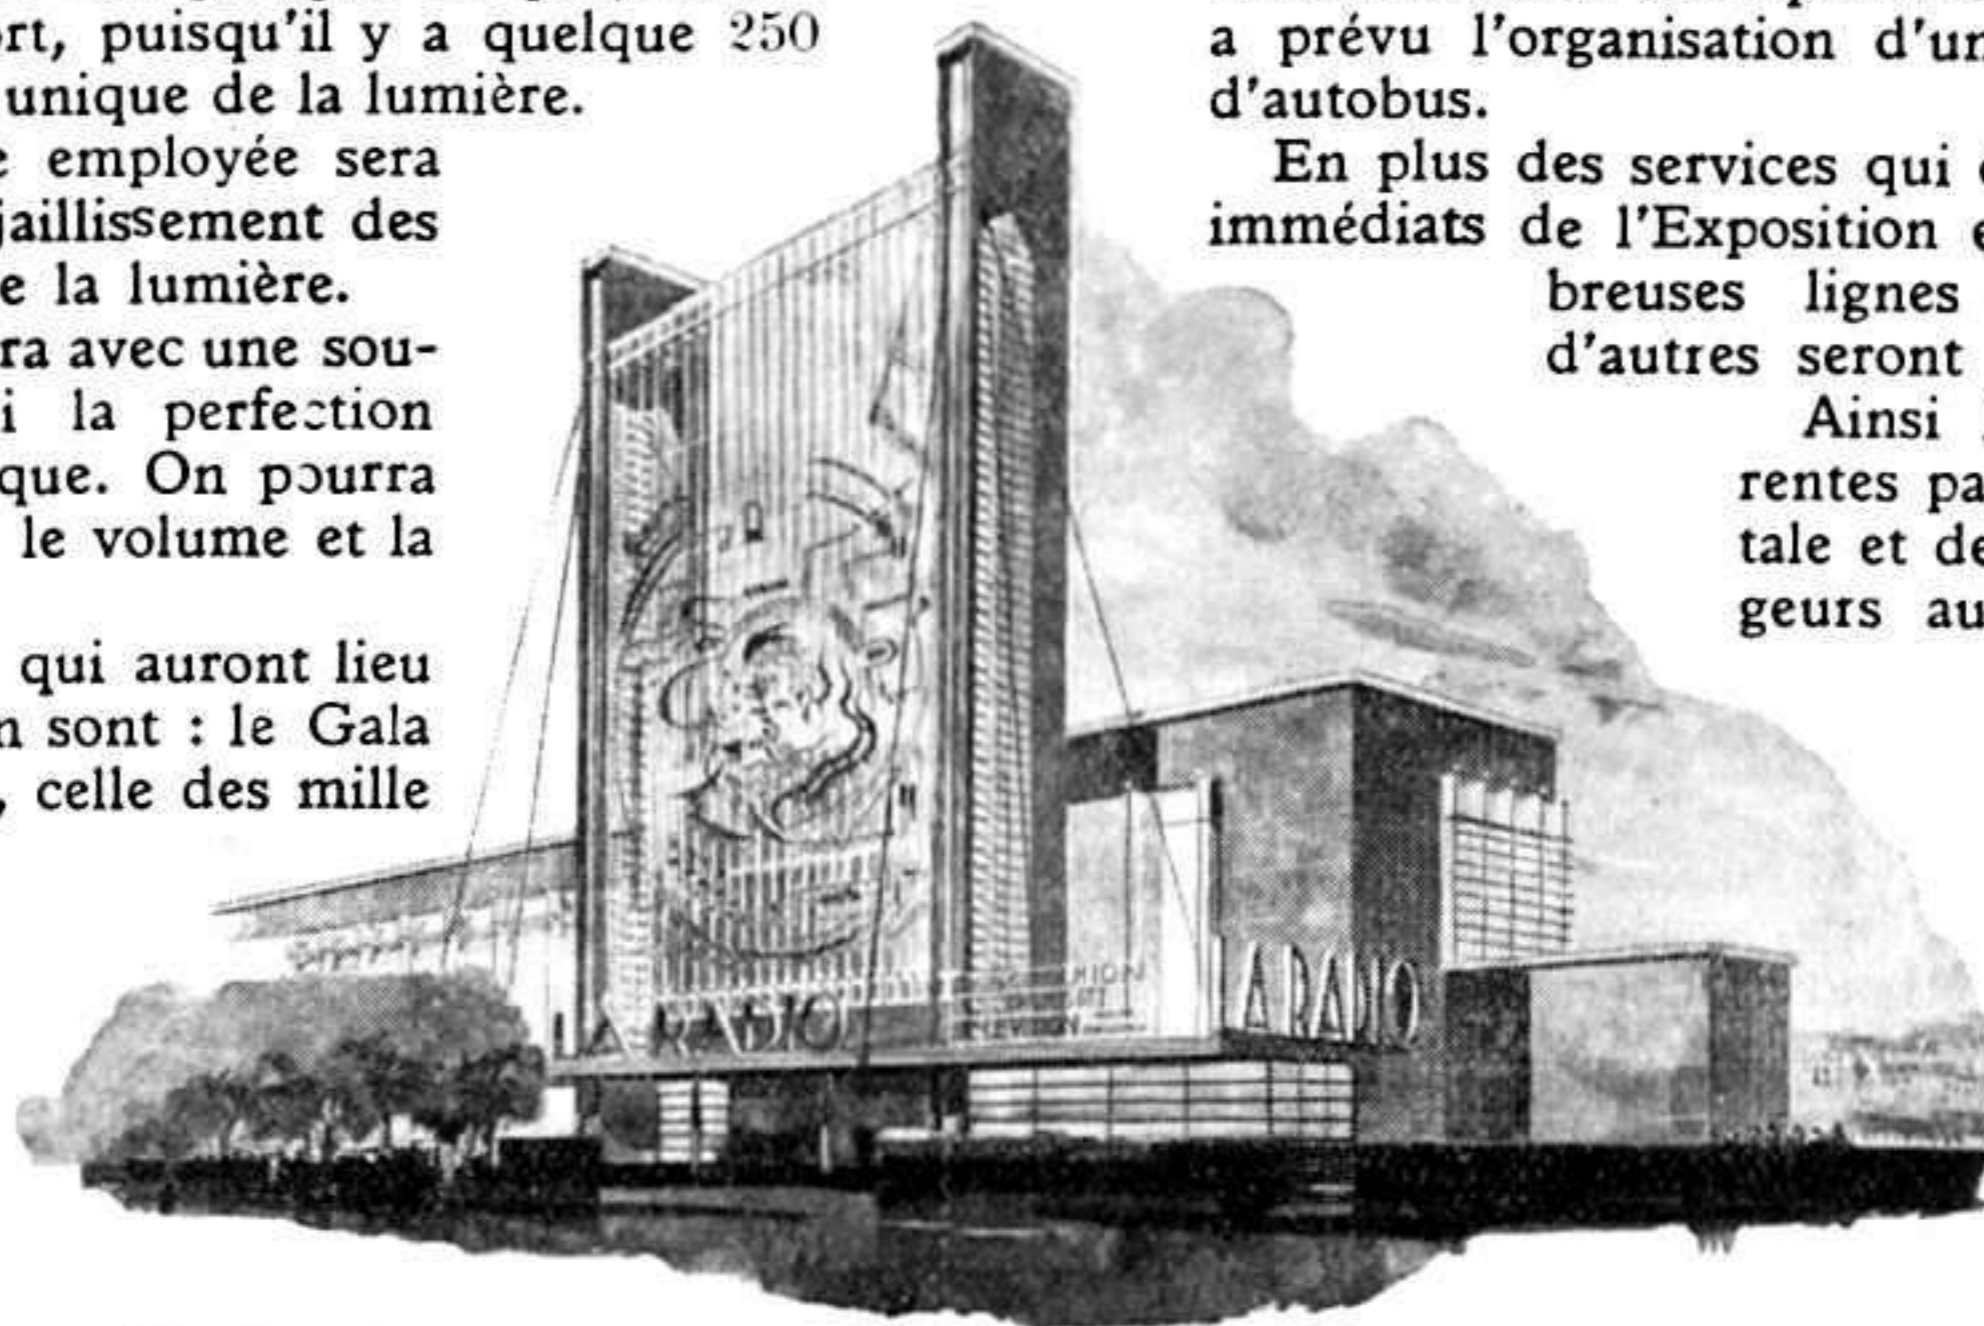 ort, puisqu'il y a quelque 250
unique de la lumière.
e employée sera
jaillissement des
e la lumière.
ra avec une sou-
i la perfection
que. On pourra
le volume et la
qui auront lieu
n sont : le Gala
, celle des mille
LA RADIO
LA RADIO
a prévu l'organisation d'un
d'autobus.
En plus des services qui
immédiats de l'Exposition e
breuses lignes
d'autres seront
Ainsi
rentes pa
tale et de
geurs au